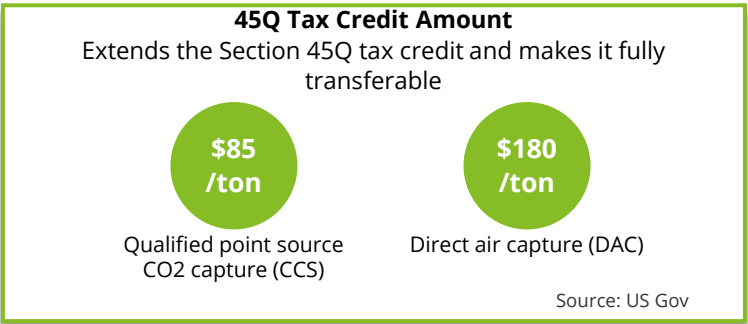 45Q Tax Credit Amount
Extends the Section 45Q tax credit and makes it fully
transferable
$85
/ton
$180
/ton
Qualified point source
CO2 capture (CCS)
Direct air capture (DAC)
Source: US Gov